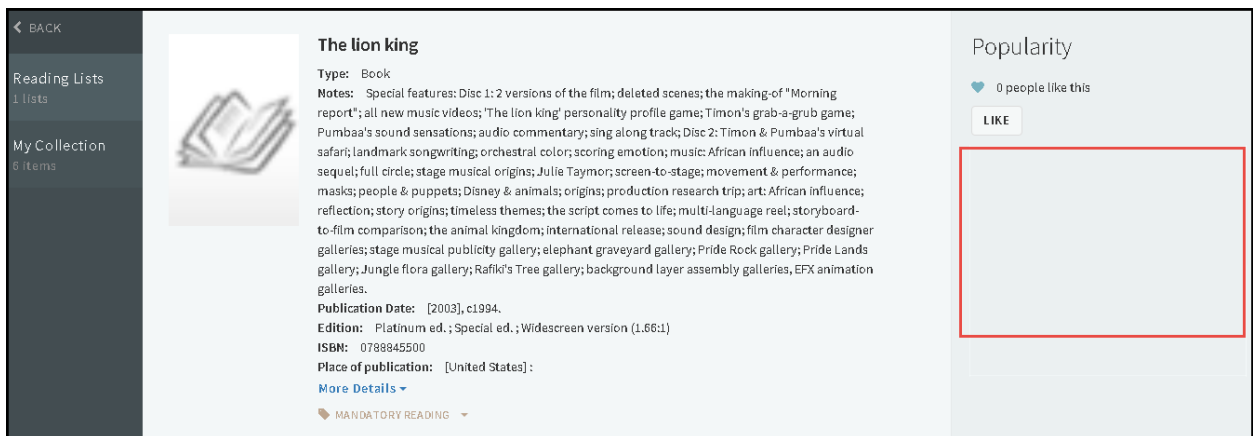 BACK
Reading Lists
1 lists
My Collection
6 items
The lion king
Type: Book
Notes: Special features: Disc 1: 2 versions of the film; deleted scenes; the making-of "Morning
report"; all new music videos; 'The lion king' personality profile game; Timon's grab-a-grub game;
Pumbaa's sound sensations; audio commentary; sing along track; Disc 2: Timon & Pumbaa's virtual
safari; landmark songwriting; orchestral color; scoring emotion; music: African influence; an audio
sequel; full circle; stage musical origins; Julie Taymor; screen-to-stage; movement & performance;
masks; people & puppets; Disney & animals; origins; production research trip; art: African influence;
reflection; story origins; timeless themes; the script comes to life; multi-language reel; storyboard-
to-film comparison; the animal kingdom; international release; sound design; film character designer
galleries; stage musical publicity gallery; elephant graveyard gallery; Pride Rock gallery; Pride Lands
gallery; Jungle flora gallery; Rafiki's Tree gallery; background layer assembly galleries, EFX animation
galleries.
Publication Date: [2003], c1994.
Edition: Platinum ed. ; Special ed. ; Widescreen version (1.66:1)
ISBN: 0788845500
Place of publication: [United States] :
More Details
MANDATORY READING
Popularity
0 people like this
LIKE